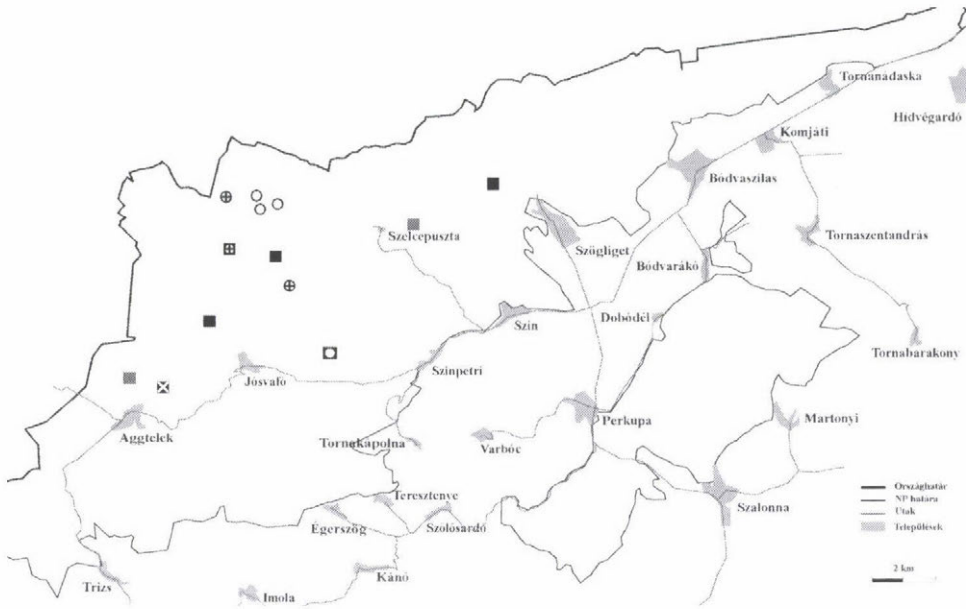 Tornanádaska
Hídvégardó
Komjáti
Bódvaszilas
Szelcepuszta
Szögliget
Tornaszentandrás
Bódvarákó
Szin
Dobódél
Tornabarakony
Jósvafő
Szinpetri
Aggtelek
Tornakápolna
Varbóc
Perkupa
Martonyi
Teresztenye
Égerszög
Szőlősardó
Szalonna
Országhatár
NP határa
Utak
Települések
Trizs
Kánó
Imola
2 km